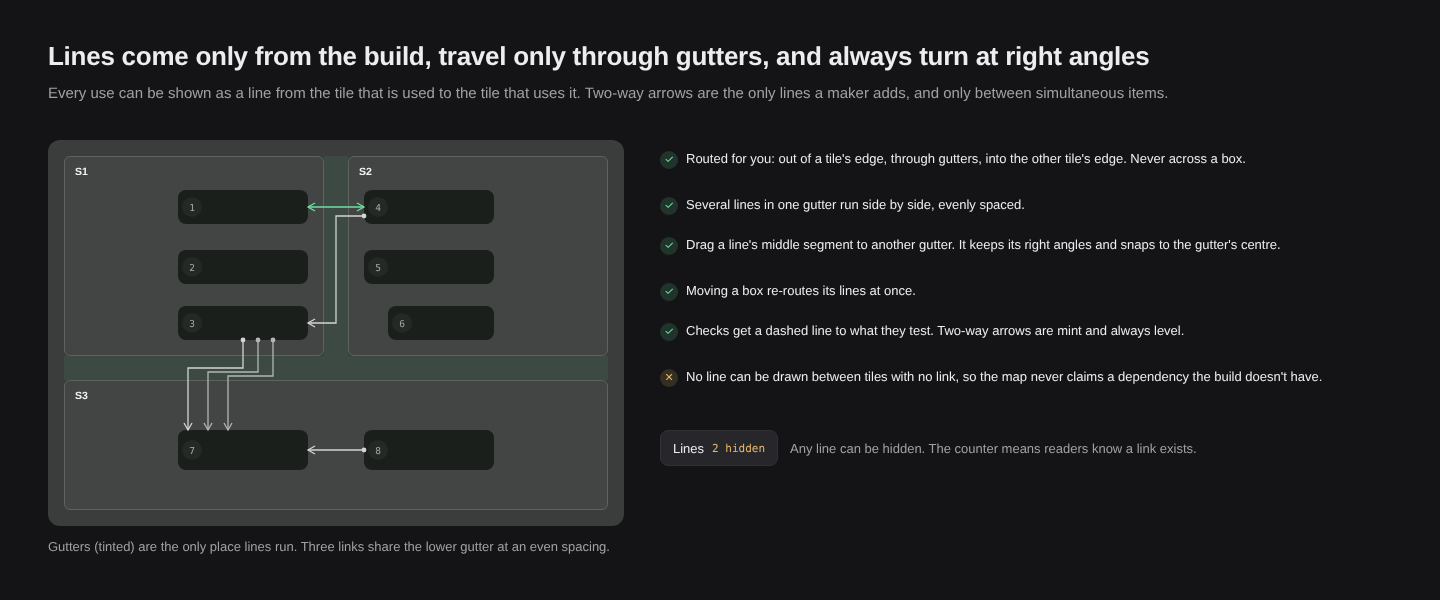 Lines come only from the build, travel only through gutters, and always turn at right angles
Every use can be shown as a line from the tile that is used to the tile that uses it. Two-way arrows are the only lines a maker adds, and only between simultaneous items.
S1
S2
1
4
2
5
3
6
S3
7
8
Gutters (tinted) are the only place lines run. Three links share the lower gutter at an even spacing.
Routed for you: out of a tile's edge, through gutters, into the other tile's edge. Never across a box.
Several lines in one gutter run side by side, evenly spaced.
Drag a line's middle segment to another gutter. It keeps its right angles and snaps to the gutter's centre.
Moving a box re-routes its lines at once.
Checks get a dashed line to what they test. Two-way arrows are mint and always level.
No line can be drawn between tiles with no link, so the map never claims a dependency the build doesn't have.
Lines 2 hidden
Any line can be hidden. The counter means readers know a link exists.